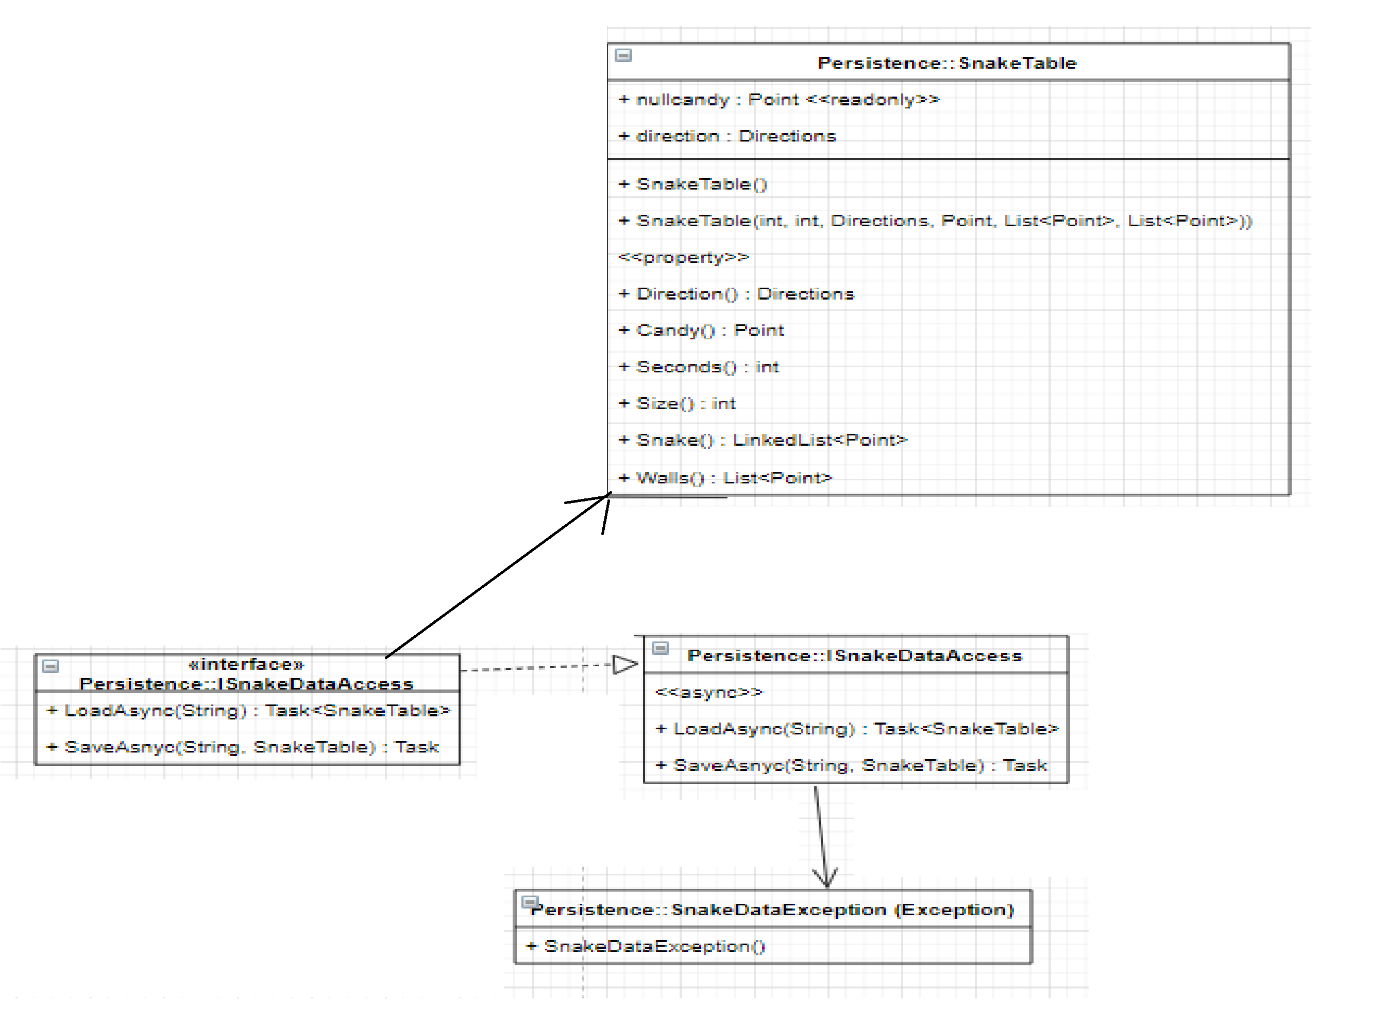 Persistence::SnakeTable
+ nullcandy : Point <<readonly>>
+ direction : Directions
+ SnakeTable()
+ SnakeTable(int, int, Directions, Point, List<Point>, List<Point>))
<<property>>
+ Direction() : Directions
+ Candy() : Point
+ Seconds() : int
+ Size() : int
+ Snake() : LinkedList<Point>
+ Walls() : List<Point>
«interface»
Persistence::ISnakeDataAccess
+ LoadAsync(String) : Task<SnakeTable>
+ SaveAsnyc(String, SnakeTable) : Task
Persistence::ISnakeDataAccess
<<async>>
+ LoadAsync(String) : Task<SnakeTable>
+ SaveAsnyc(String, SnakeTable) : Task
Persistence::SnakeDataException (Exception)
+ SnakeDataException()